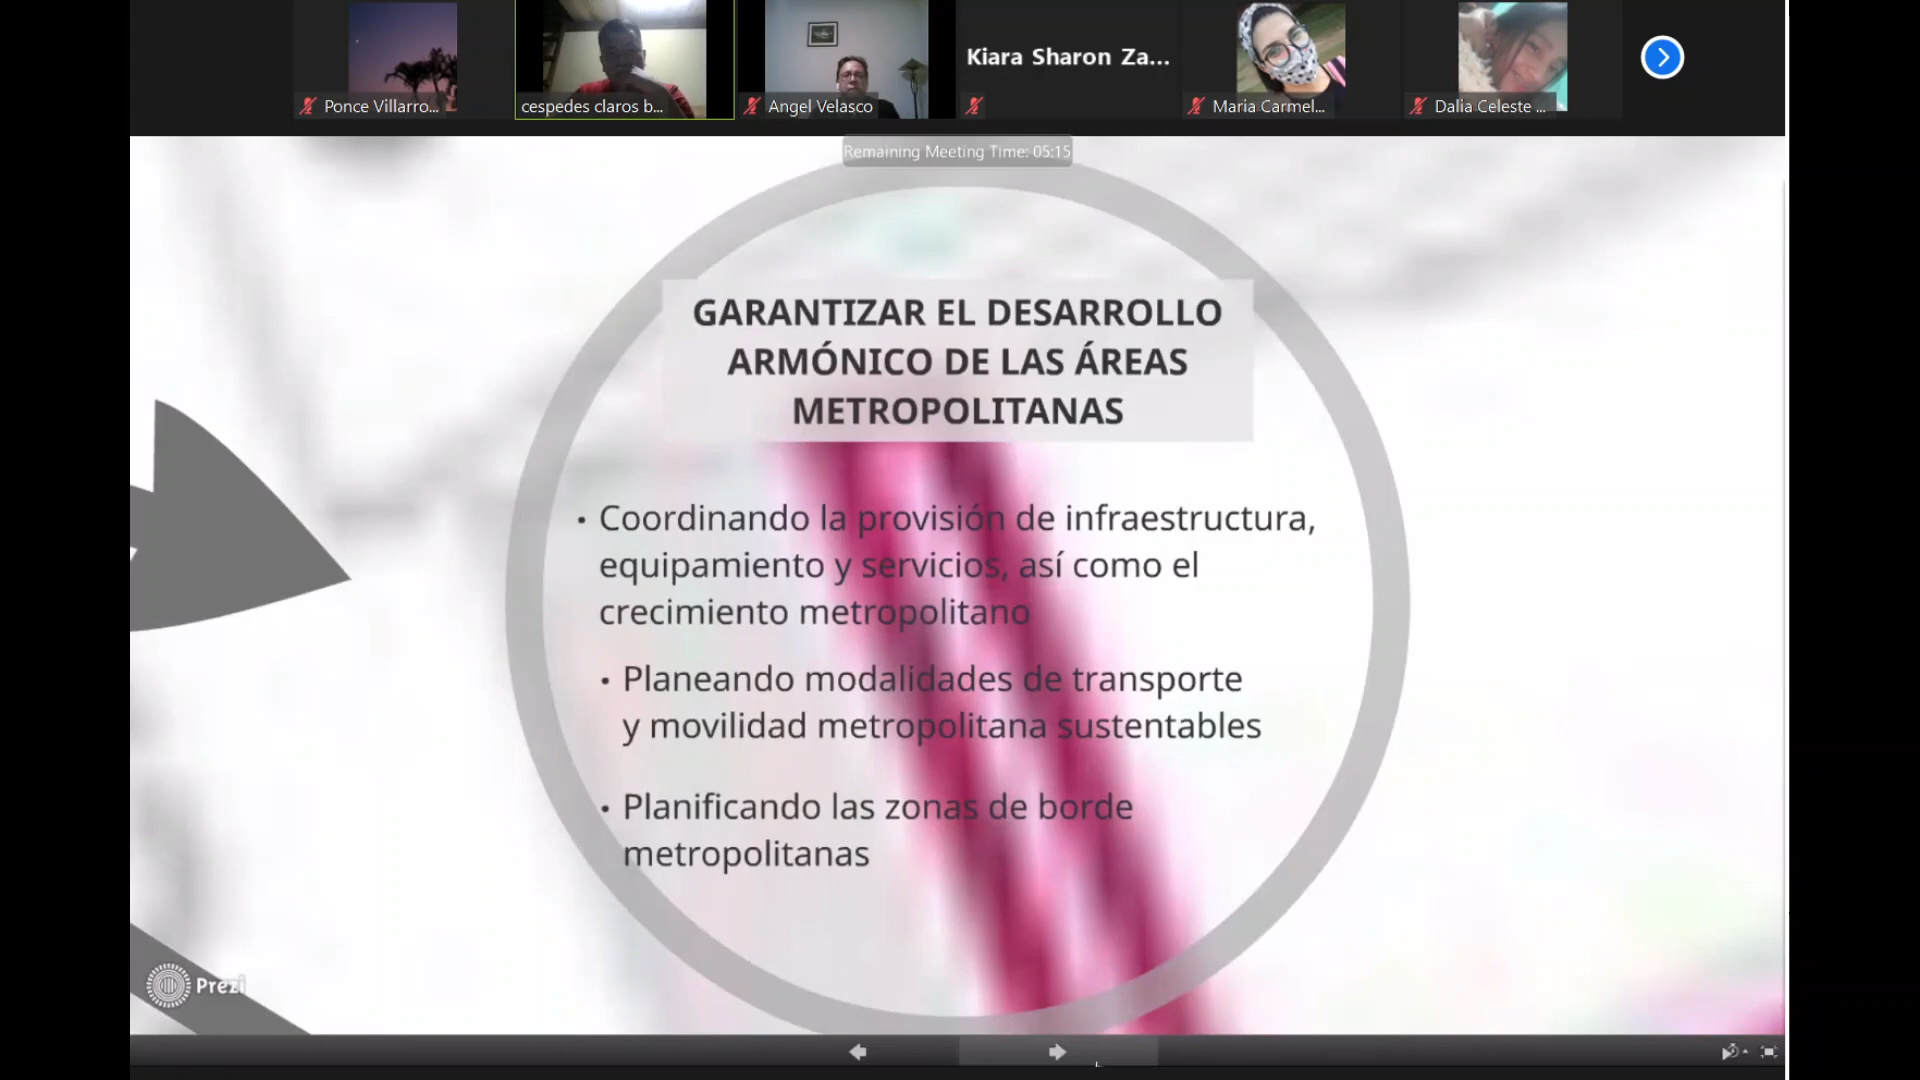 Kiara Sharon Za...
Ponce Villarro...
cespedes claros b...
Angel Velasco
Maria Carmel...
Dalia Celeste ...
Remaining Meeting Time: 05:15
GARANTIZAR EL DESARROLLO
ARMÓNICO DE LAS ÁREAS
METROPOLITANAS
• Coordinando la provisión de infraestructura,
equipamiento y servicios, así como el
crecimiento metropolitano
• Planeando modalidades de transporte
y movilidad metropolitana sustentables
• Planificando las zonas de borde
metropolitanas
Prezi